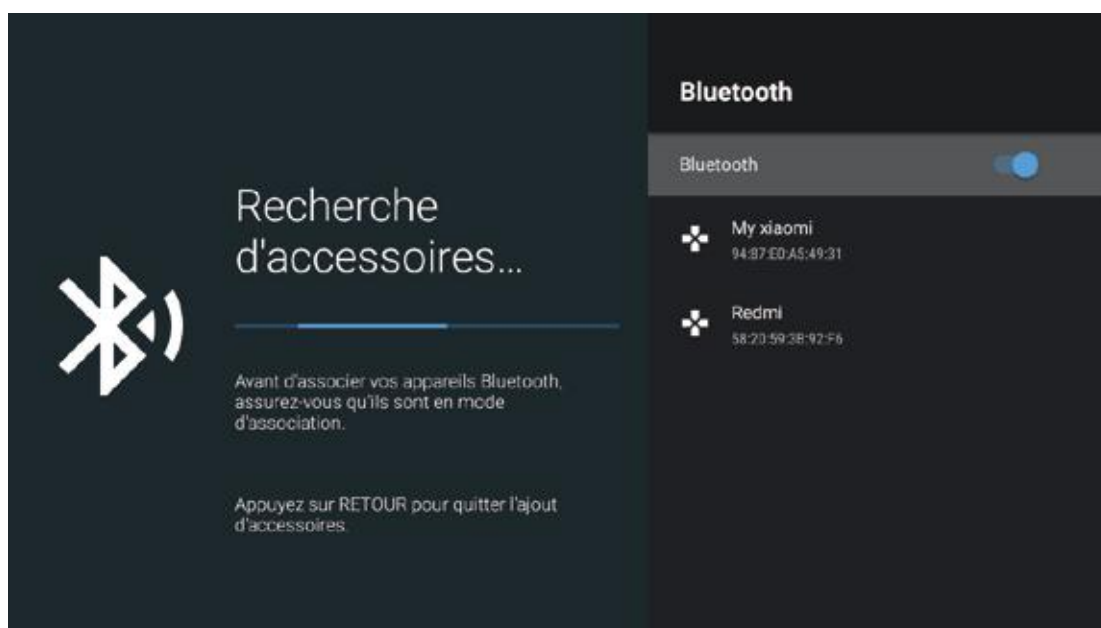 Recherche
d'accessoires...
Avant d'associer vos appareils Bluetooth,
assurez-vous qu'ils sont en mode
d'association.
Appuyez sur RETOUR pour quitter l'ajout
d'accessoires.
Bluetooth
Bluetooth
My xiaomi
94:87:E0:A5:49:31
Redmi
58:20:59:3B:92:F6